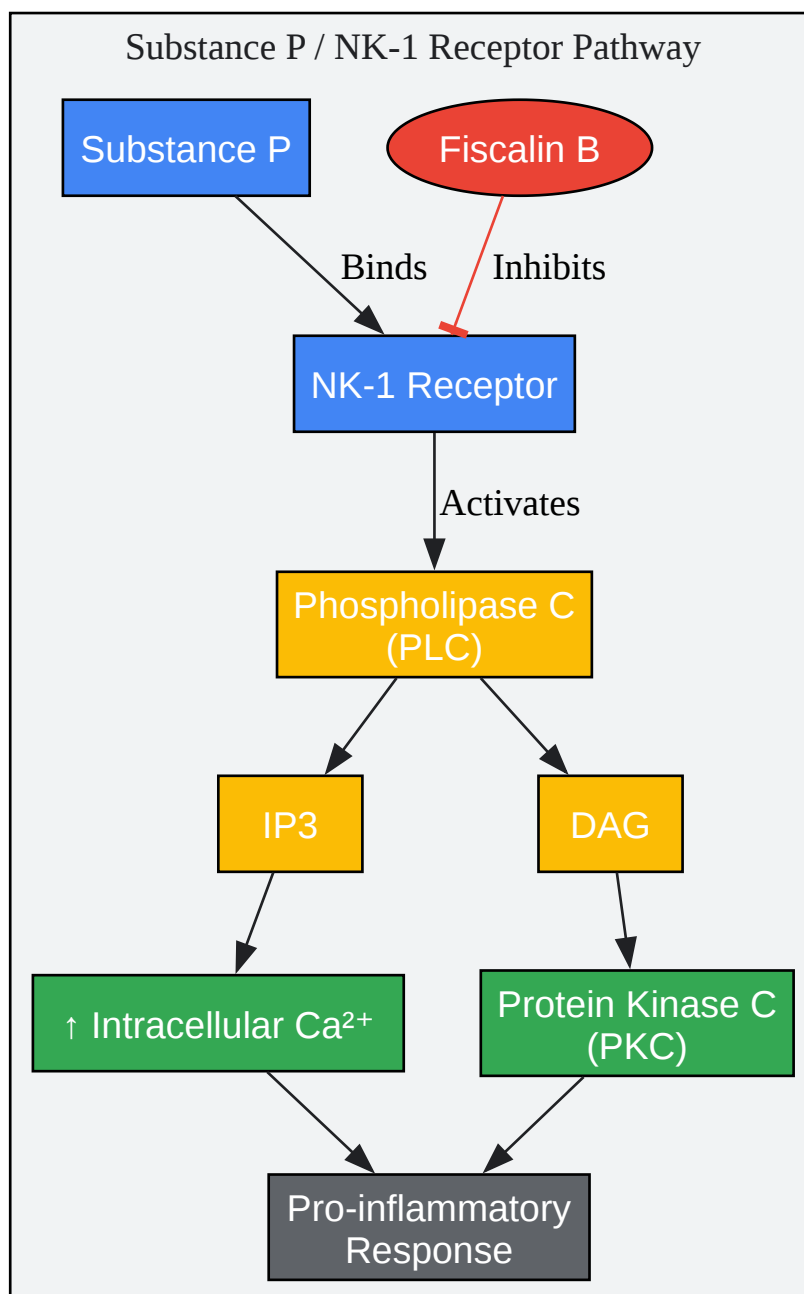 Substance P / NK-1 Receptor Pathway
Substance P
Fiscalin B
Binds
Inhibits
NK-1 Receptor
Activates
Phospholipase C
(PLC)
IP3
DAG
↑ Intracellular Ca²⁺
Protein Kinase C
(PKC)
Pro-inflammatory
Response